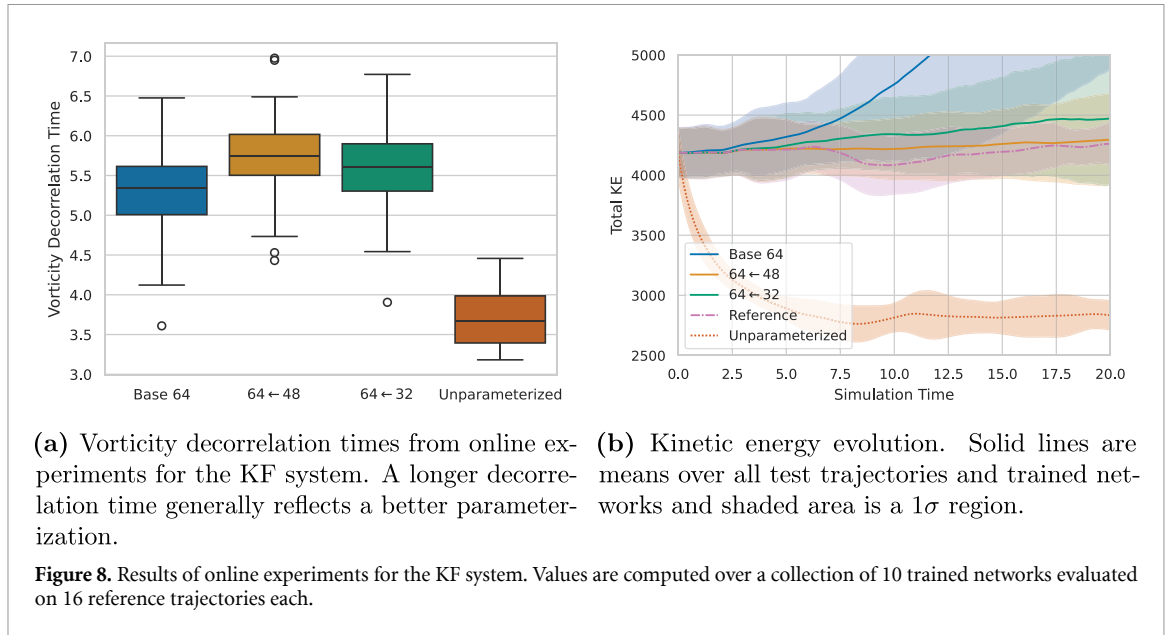 7.0
6.5
6.0
5.5
5.0
4.5
4.0
3.5
3.0
Vorticity Decorrelation Time
Base 64
64←48
64←32
Unparameterized
5000
4500
4000
3500
3000
2500
Total KE
Base 64
64←48
64←32
Reference
Unparameterized
0.0 2.5 5.0 7.5 10.0 12.5 15.0 17.5 20.0
Simulation Time
(a) Vorticity decorrelation times from online ex-
periments for the KF system. A longer decorre-
lation time generally reflects a better parameter-
ization.
(b) Kinetic energy evolution. Solid lines are
means over all test trajectories and trained net-
works and shaded area is a 1σ region.
Figure 8. Results of online experiments for the KF system. Values are computed over a collection of 10 trained networks evaluated
on 16 reference trajectories each.